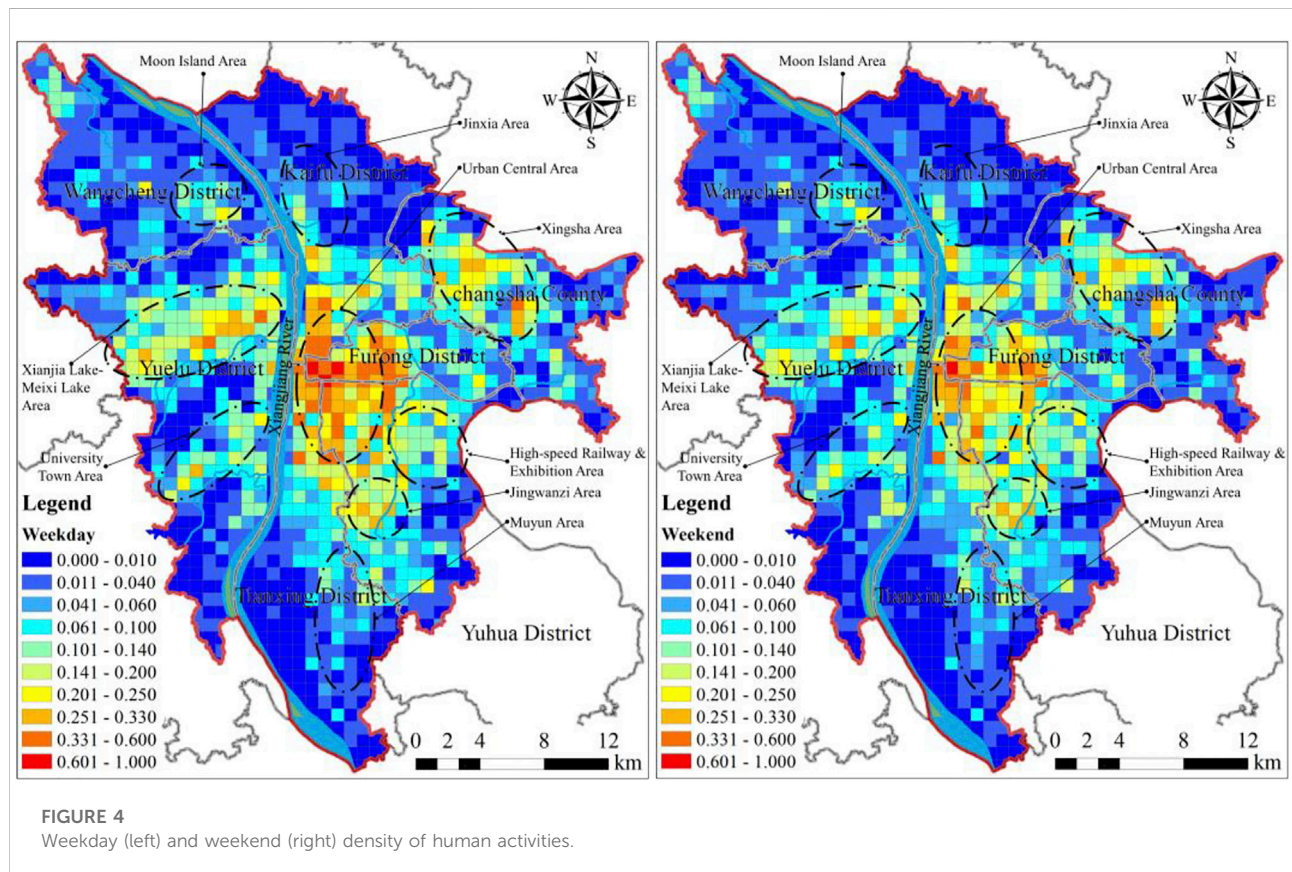 Moon Island Area
N
W
E
S
Jinxia Area
Kaifu District
Urban Central Area
Wangcheng District
Xingsha Area
changsha County
Xiangjiang River
Furong District
Xianjia Lake-
Meixi Lake
Area
Yuelu District
University
Town Area
High-speed Railway &
Exhibition Area
Jingwanzi Area
Muyun Area
Tianxing District
Yuhua District
Legend
Weekday
0.000 - 0.010
0.011 - 0.040
0.041 - 0.060
0.061 - 0.100
0.101 - 0.140
0.141 - 0.200
0.201 - 0.250
0.251 - 0.330
0.331 - 0.600
0.601 - 1.000
0 2 4 8 12
km
Moon Island Area
N
W
E
S
Jinxia Area
Kaifu District
Urban Central Area
Wangcheng District
Xingsha Area
changsha County
Xiangjiang River
Furong District
Xianjia Lake-
Meixi Lake
Area
Yuelu District
University
Town Area
High-speed Railway &
Exhibition Area
Jingwanzi Area
Muyun Area
Tianxing District
Yuhua District
Legend
Weekend
0.000 - 0.010
0.011 - 0.040
0.041 - 0.060
0.061 - 0.100
0.101 - 0.140
0.141 - 0.200
0.201 - 0.250
0.251 - 0.330
0.331 - 0.600
0.601 - 1.000
0 2 4 8 12
km
FIGURE 4
Weekday (left) and weekend (right) density of human activities.